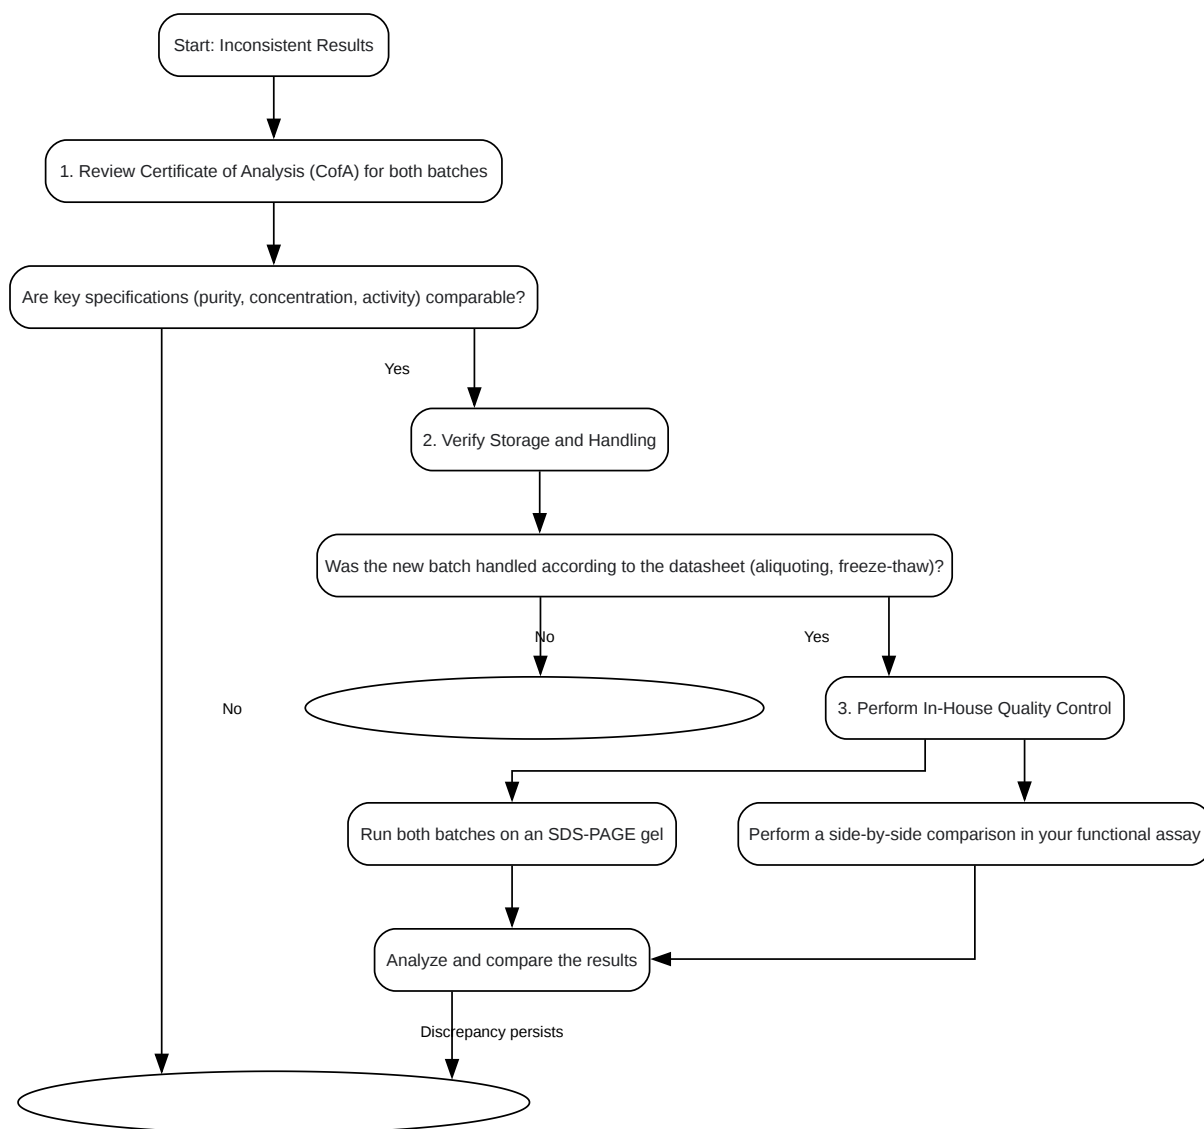 Start: Inconsistent Results
1. Review Certificate of Analysis (CofA) for both batches
Are key specifications (purity, concentration, activity) comparable?
Yes
2. Verify Storage and Handling
Was the new batch handled according to the datasheet (aliquoting, freeze-thaw)?
No
Yes
No
3. Perform In-House Quality Control
Run both batches on an SDS-PAGE gel
Perform a side-by-side comparison in your functional assay
Analyze and compare the results
Discrepancy persists